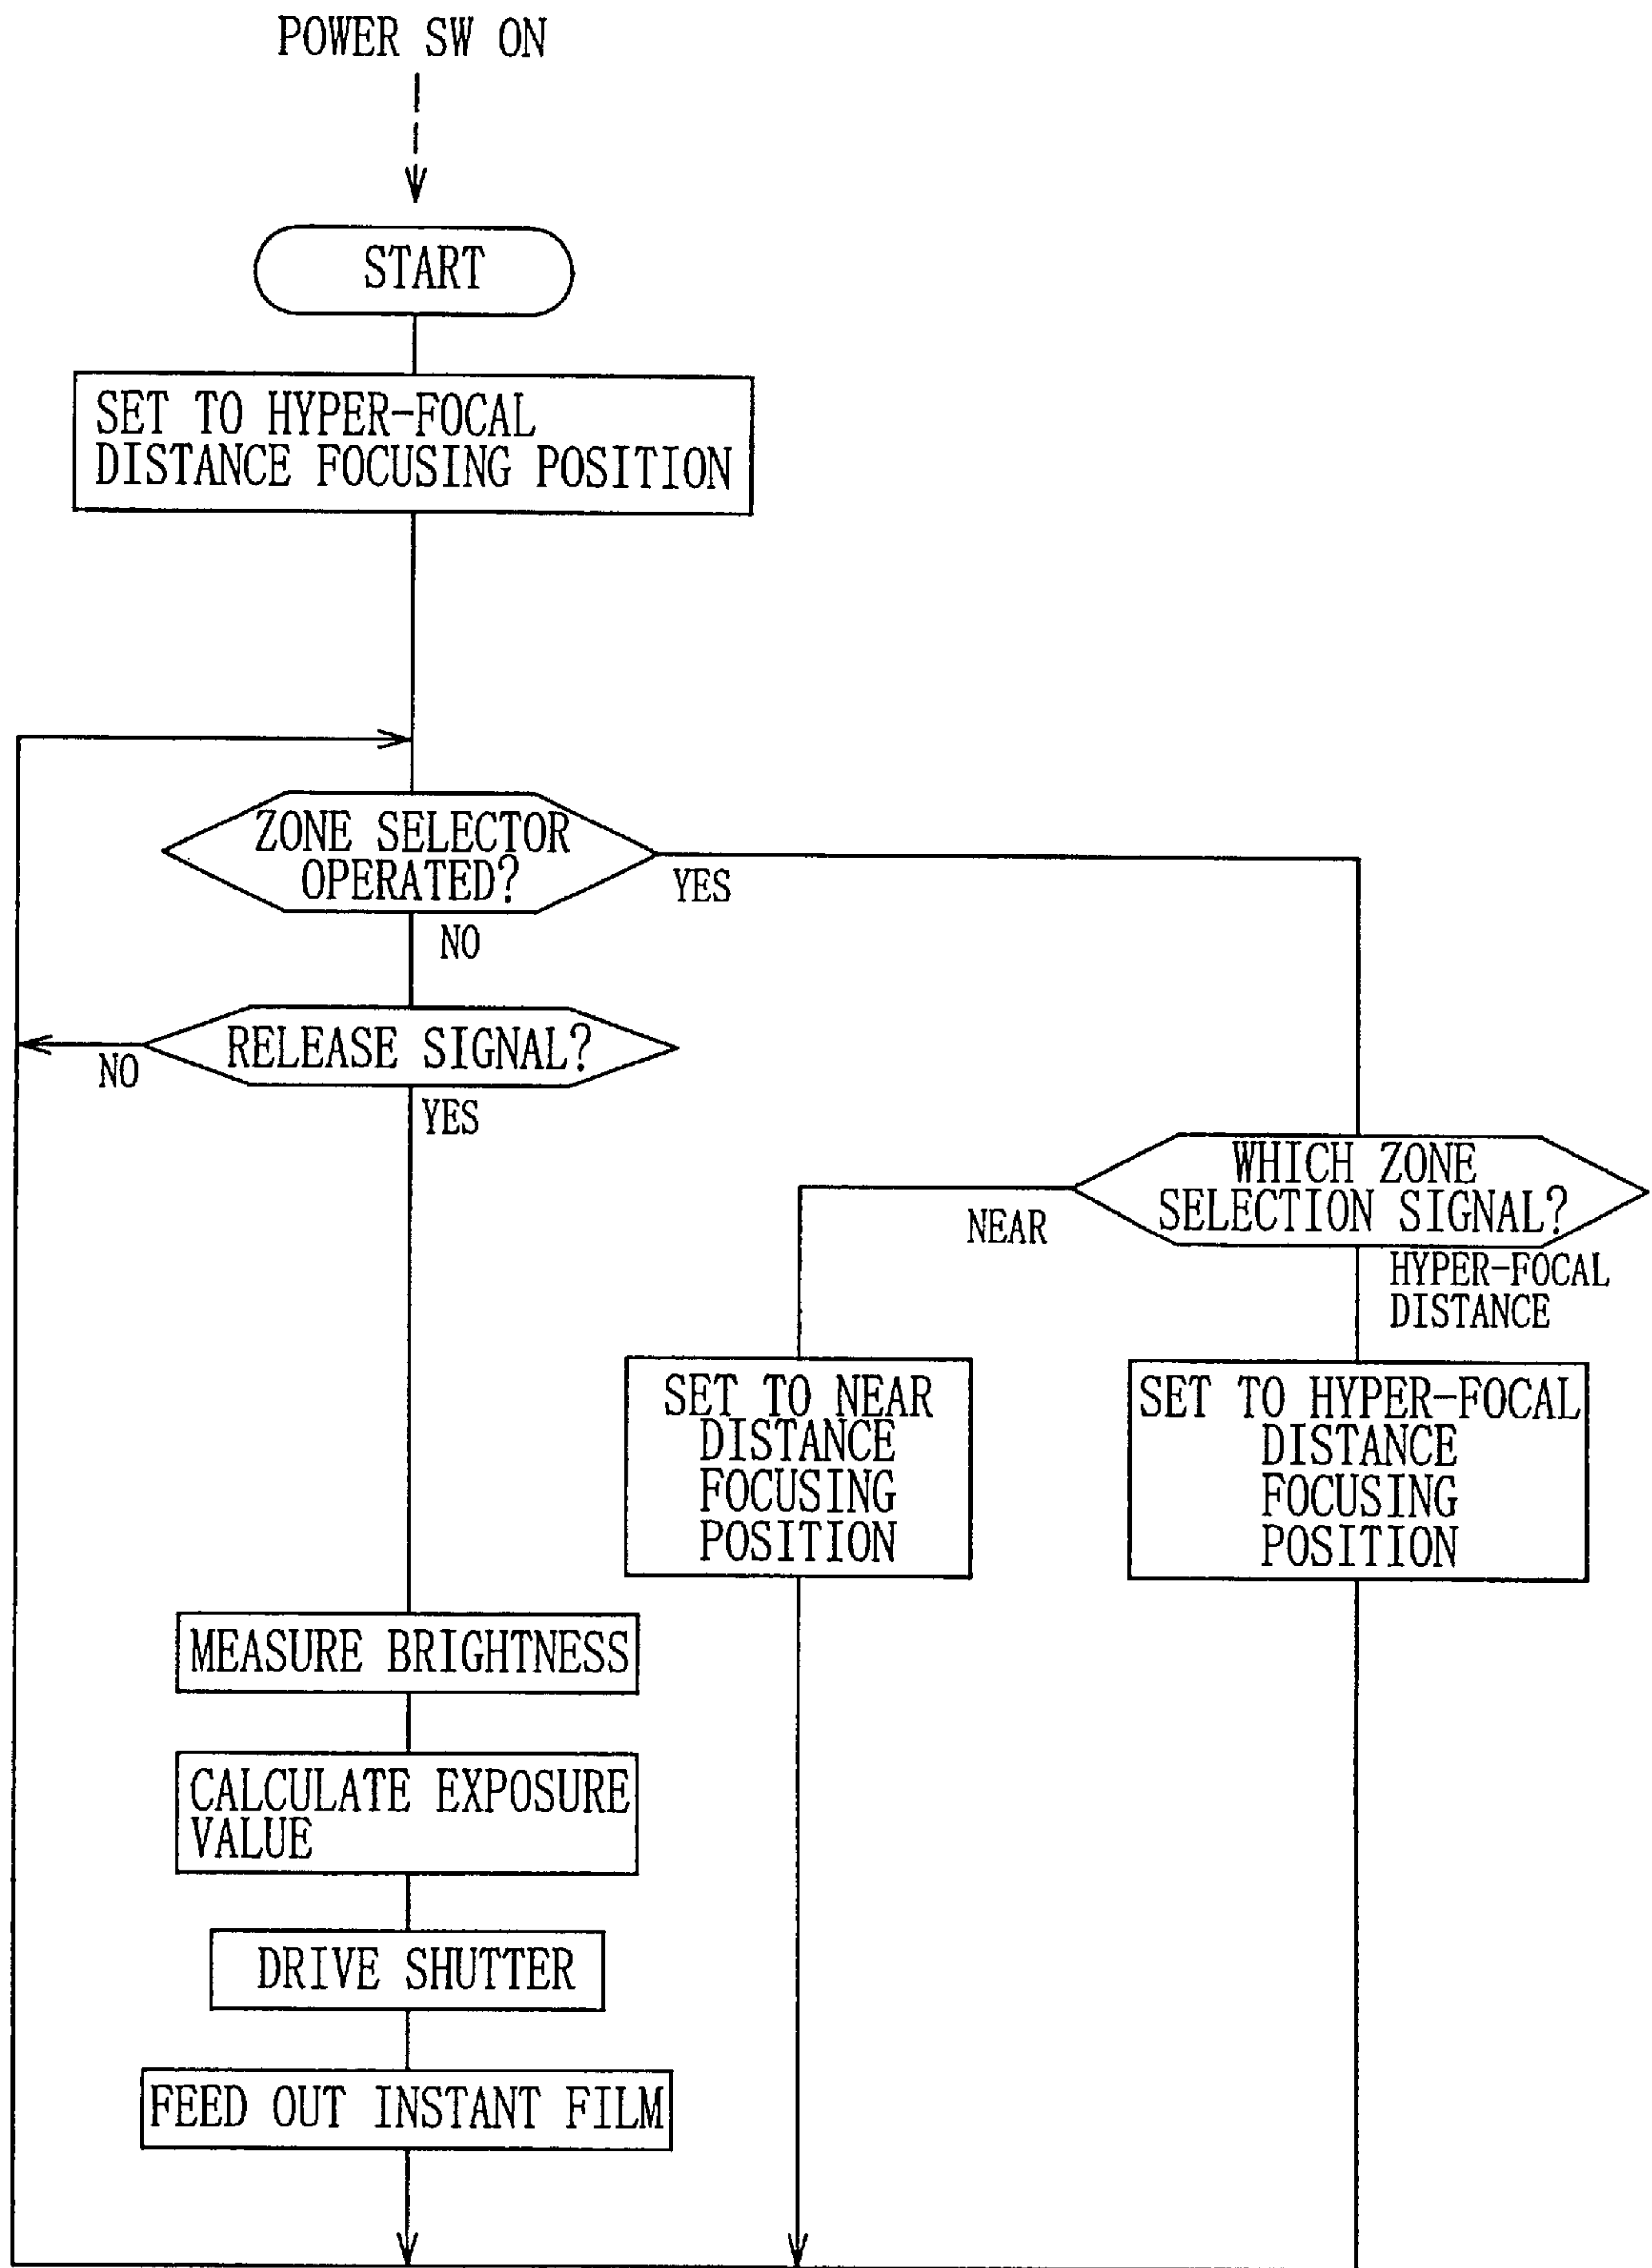 POWER SW ON
START
SET TO HYPER-FOCAL
DISTANCE FOCUSING POSITION
ZONE SELECTOR
OPERATED?
YES
NO
RELEASE SIGNAL?
NO
YES
WHICH ZONE
SELECTION SIGNAL?
NEAR
HYPER-FOCAL
DISTANCE
SET TO NEAR
DISTANCE
FOCUSING
POSITION
SET TO HYPER-FOCAL
DISTANCE
FOCUSING
POSITION
MEASURE BRIGHTNESS
CALCULATE EXPOSURE
VALUE
DRIVE SHUTTER
FEED OUT INSTANT FILM